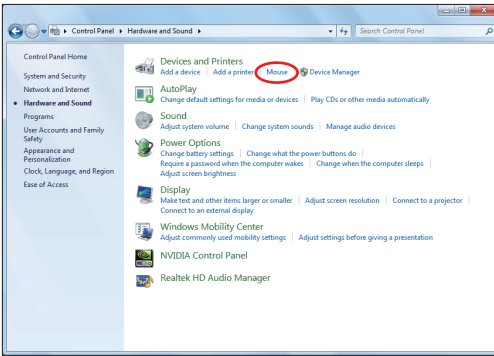 Control Panel ▸ Hardware and Sound ▸
Search Control Panel
Control Panel Home
System and Security
Network and Internet
Hardware and Sound
Programs
User Accounts and Family
Safety
Appearance and
Personalization
Clock, Language, and Region
Ease of Access
Devices and Printers
Add a device | Add a printer | Mouse | Device Manager
AutoPlay
Change default settings for media or devices | Play CDs or other media automatically
Sound
Adjust system volume | Change system sounds | Manage audio devices
Power Options
Change battery settings | Change what the power buttons do |
Require a password when the computer wakes | Change when the computer sleeps |
Adjust screen brightness
Display
Make text and other items larger or smaller | Adjust screen resolution | Connect to a projector |
Connect to an external display
Windows Mobility Center
Adjust commonly used mobility settings | Adjust settings before giving a presentation
NVIDIA Control Panel
Realtek HD Audio Manager